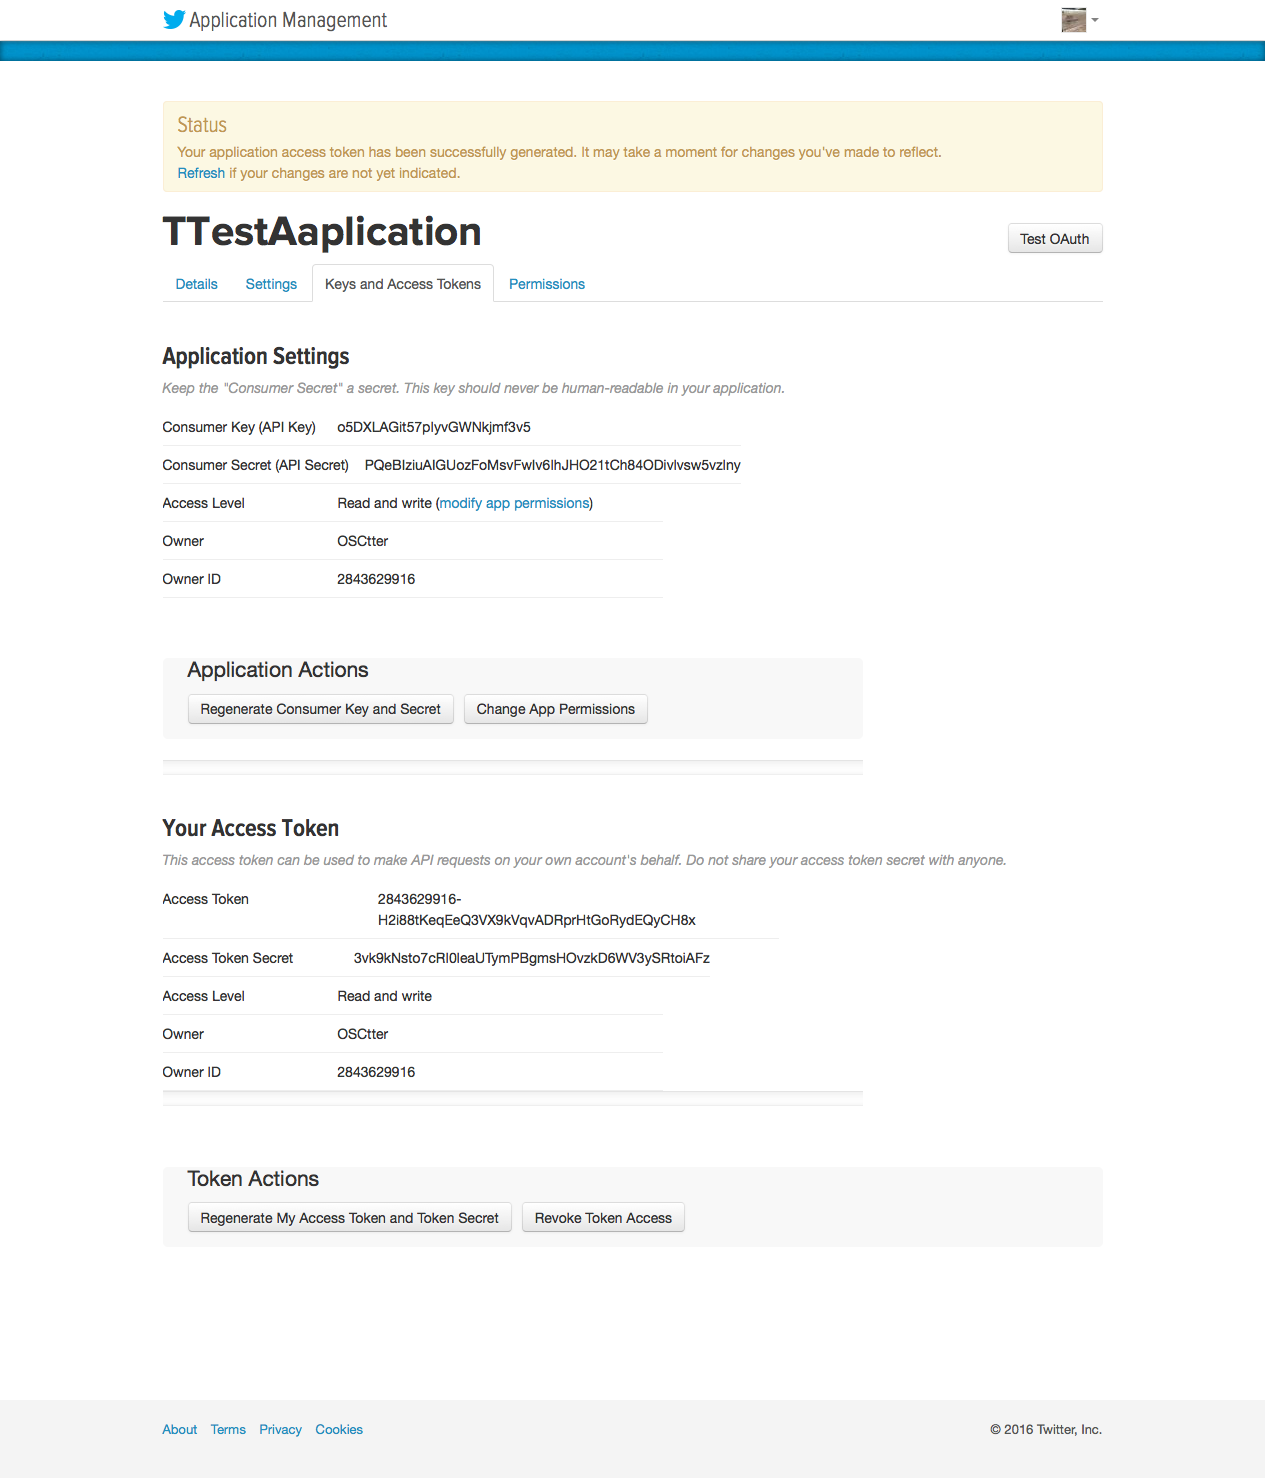 Application Management
Status
Your application access token has been successfully generated. It may take a moment for changes you've made to reflect.
Refresh if your changes are not yet indicated.
TTestAaplication
Test OAuth
Details Settings Keys and Access Tokens Permissions
Application Settings
Keep the "Consumer Secret" a secret. This key should never be human-readable in your application.
Consumer Key (API Key)
Consumer Secret (API Secret)
Access Level Read and write (modify app permissions)
Owner OSCtter
Owner ID 2843629916
Application Actions
Regenerate Consumer Key and Secret Change App Permissions
Your Access Token
This access token can be used to make API requests on your own account's behalf. Do not share your access token secret with anyone.
Access Token 2843629916-
H2i88tKeqEeQ3VX9kVqvADRprHtGoRydEQyCH8x
Access Token Secret
Access Level Read and write
Owner OSCtter
Owner ID 2843629916
Token Actions
Regenerate My Access Token and Token Secret Revoke Token Access
About Terms Privacy Cookies
© 2016 Twitter, Inc.